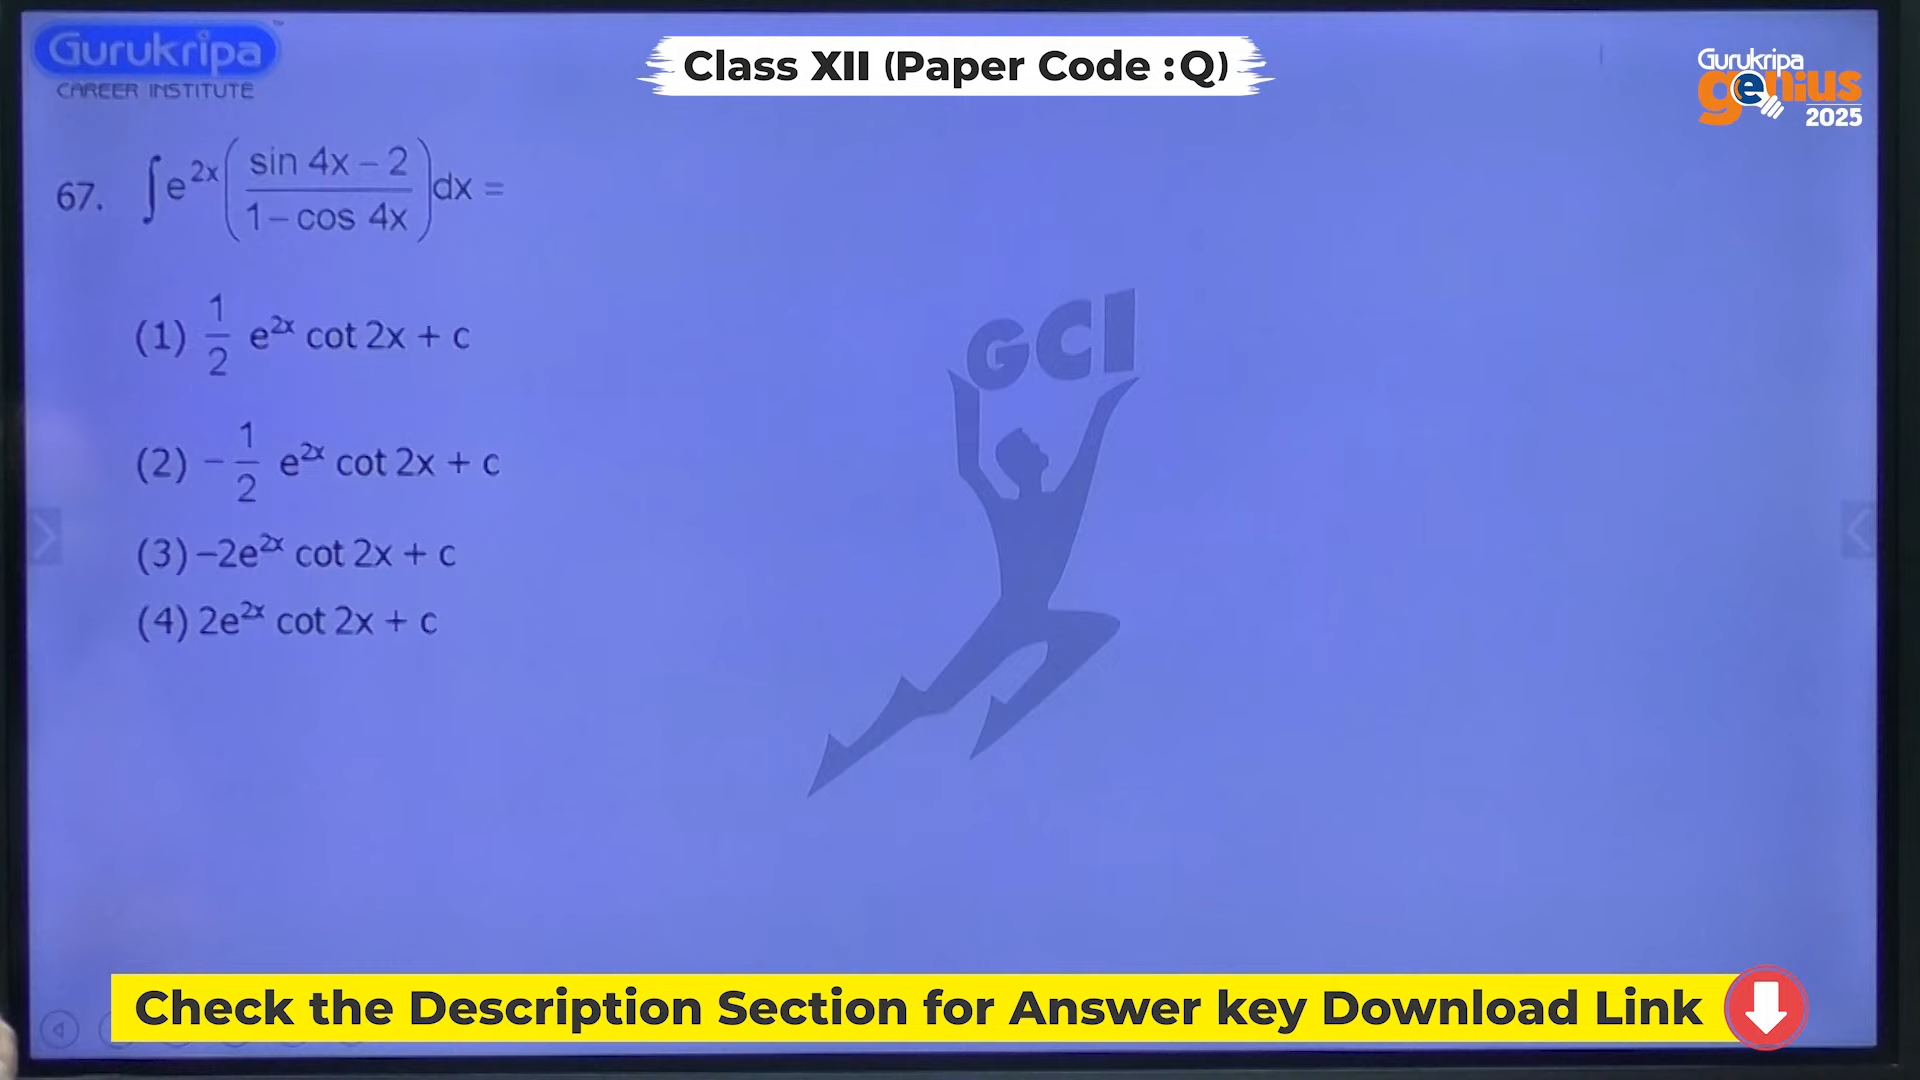 Gurukripa
CAREER INSTITUTE
Class XII (Paper Code :Q)
Gurukripa
genius
2025
67. ∫e^{2x}((sin 4x – 2)/(1 – cos 4x))dx =
(1) 1/2 e^{2x} cot 2x + c
(2) –1/2 e^{2x} cot 2x + c
(3) –2e^{2x} cot 2x + c
(4) 2e^{2x} cot 2x + c
GCI
Check the Description Section for Answer key Download Link